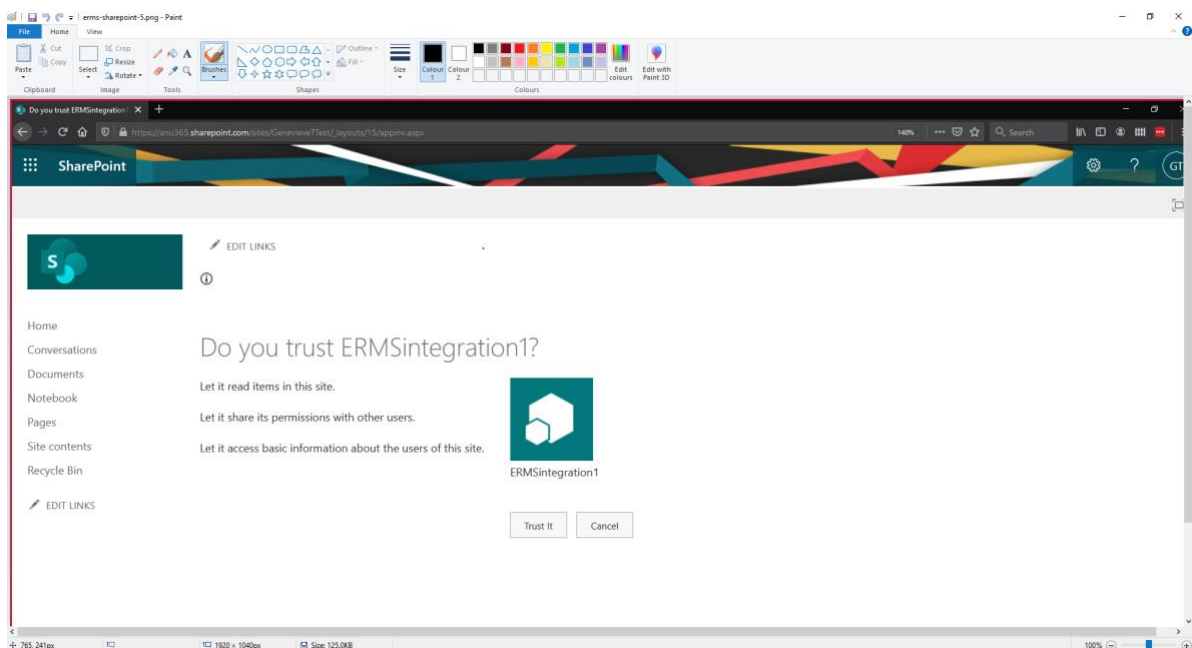 erms-sharepoint-5.png - Paint
File Home View
Paste
Cut
Copy
Select
Crop
Resize
Rotate
A
Brushes
Outline
Fill
Size
Colour 1
Colour 2
Edit colours
Edit with Paint 3D
Clipboard Image Tools Shapes Colours
Do you trust ERMSintegration
https://anu365.sharepoint.com/sites/GenevieveTTest/_layouts/15/appinv.aspx 140% Search
SharePoint ? GT
S
EDIT LINKS
Home
Conversations
Documents
Notebook
Pages
Site contents
Recycle Bin
EDIT LINKS
Do you trust ERMSintegration1?
Let it read items in this site.
Let it share its permissions with other users.
Let it access basic information about the users of this site.
ERMSintegration1
Trust It Cancel
765, 241px 1920 × 1040px Size: 125.0KB 100%